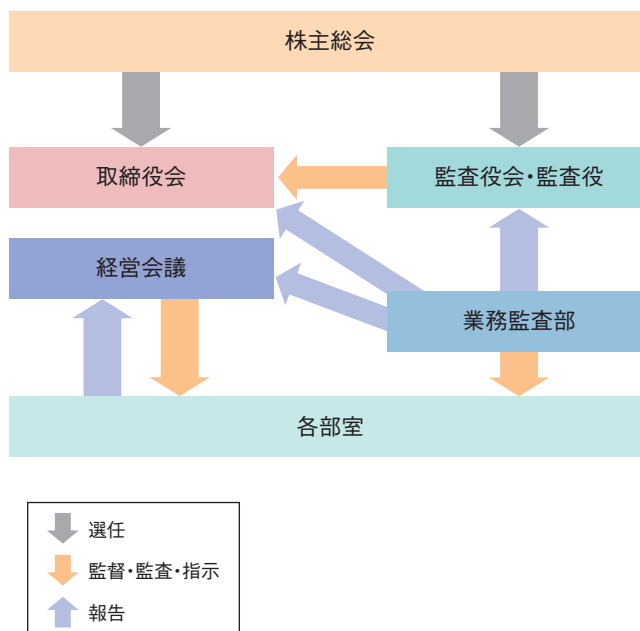 株主総会
取締役会
監査役会・監査役
経営会議
業務監査部
各部室
選任
監督・監査・指示
報告